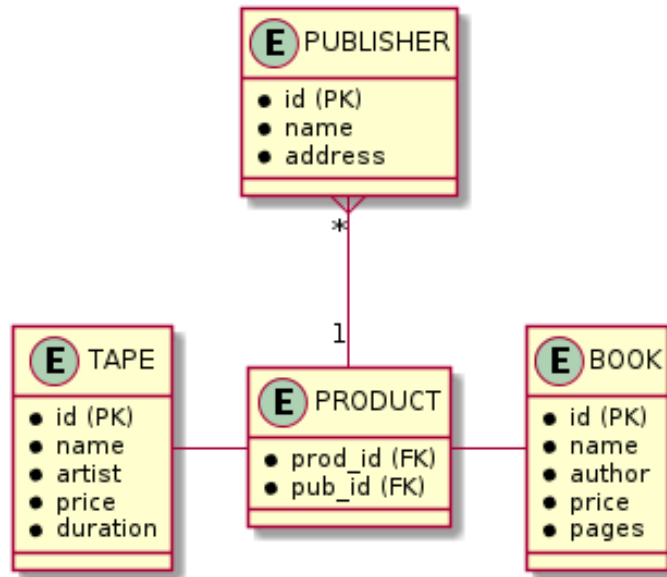 E PUBLISHER
id (PK)
name
address
*
1
E TAPE
id (PK)
name
artist
price
duration
E PRODUCT
prod_id (FK)
pub_id (FK)
E BOOK
id (PK)
name
author
price
pages